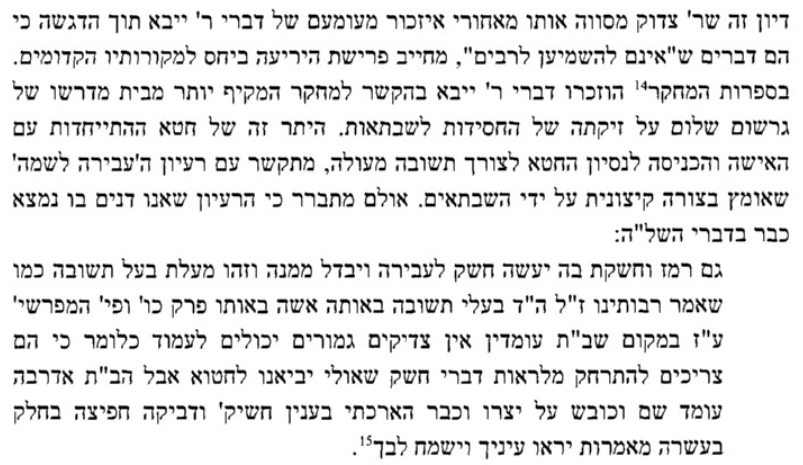 דיון זה שר' צדוק מסווה אותו מאחורי איזכור מעומעם של דברי ר' ייבא תוך הדגשה כי
הם דברים ש"אינם להשמיען לרבים", מחייב פרישת היריעה ביחס למקורותיו הקדומים.
בספרות המחקר14 הוזכרו דברי ר' ייבא בהקשר למחקר המקיף יותר מבית מדרשו של
גרשום שלום על זיקתה של החסידות לשבתאות. היתר זה של חטא ההתייחדות עם
האישה והכניסה לנסיון החטא לצורך תשובה מעולה, מתקשר עם רעיון ה'עבירה לשמה'
שאומץ בצורה קיצונית על ידי השבתאים. אולם מתברר כי הרעיון שאנו דנים בו נמצא
כבר בדברי השל"ה:
גם רמז וחשקת בה יעשה חשק לעבירה ויבדל ממנה וזהו מעלת בעל תשובה כמו
שאמר רבותינו ז"ל ה"ד בעלי תשובה באותה אשה באותו פרק כו' ופי' המפרשי'
ע"ז במקום שב"ת עומדין אין צדיקים גמורים יכולים לעמוד כלומר כי הם
צריכים להתרחק מלראות דברי חשק שאולי יביאנו לחטוא אבל הב"ת אדרבה
עומד שם וכובש על יצרו וכבר הארכתי בענין חשיק' ודביקה חפיצה בחלק
בעשרה מאמרות יראו עיניך וישמח לבך15.